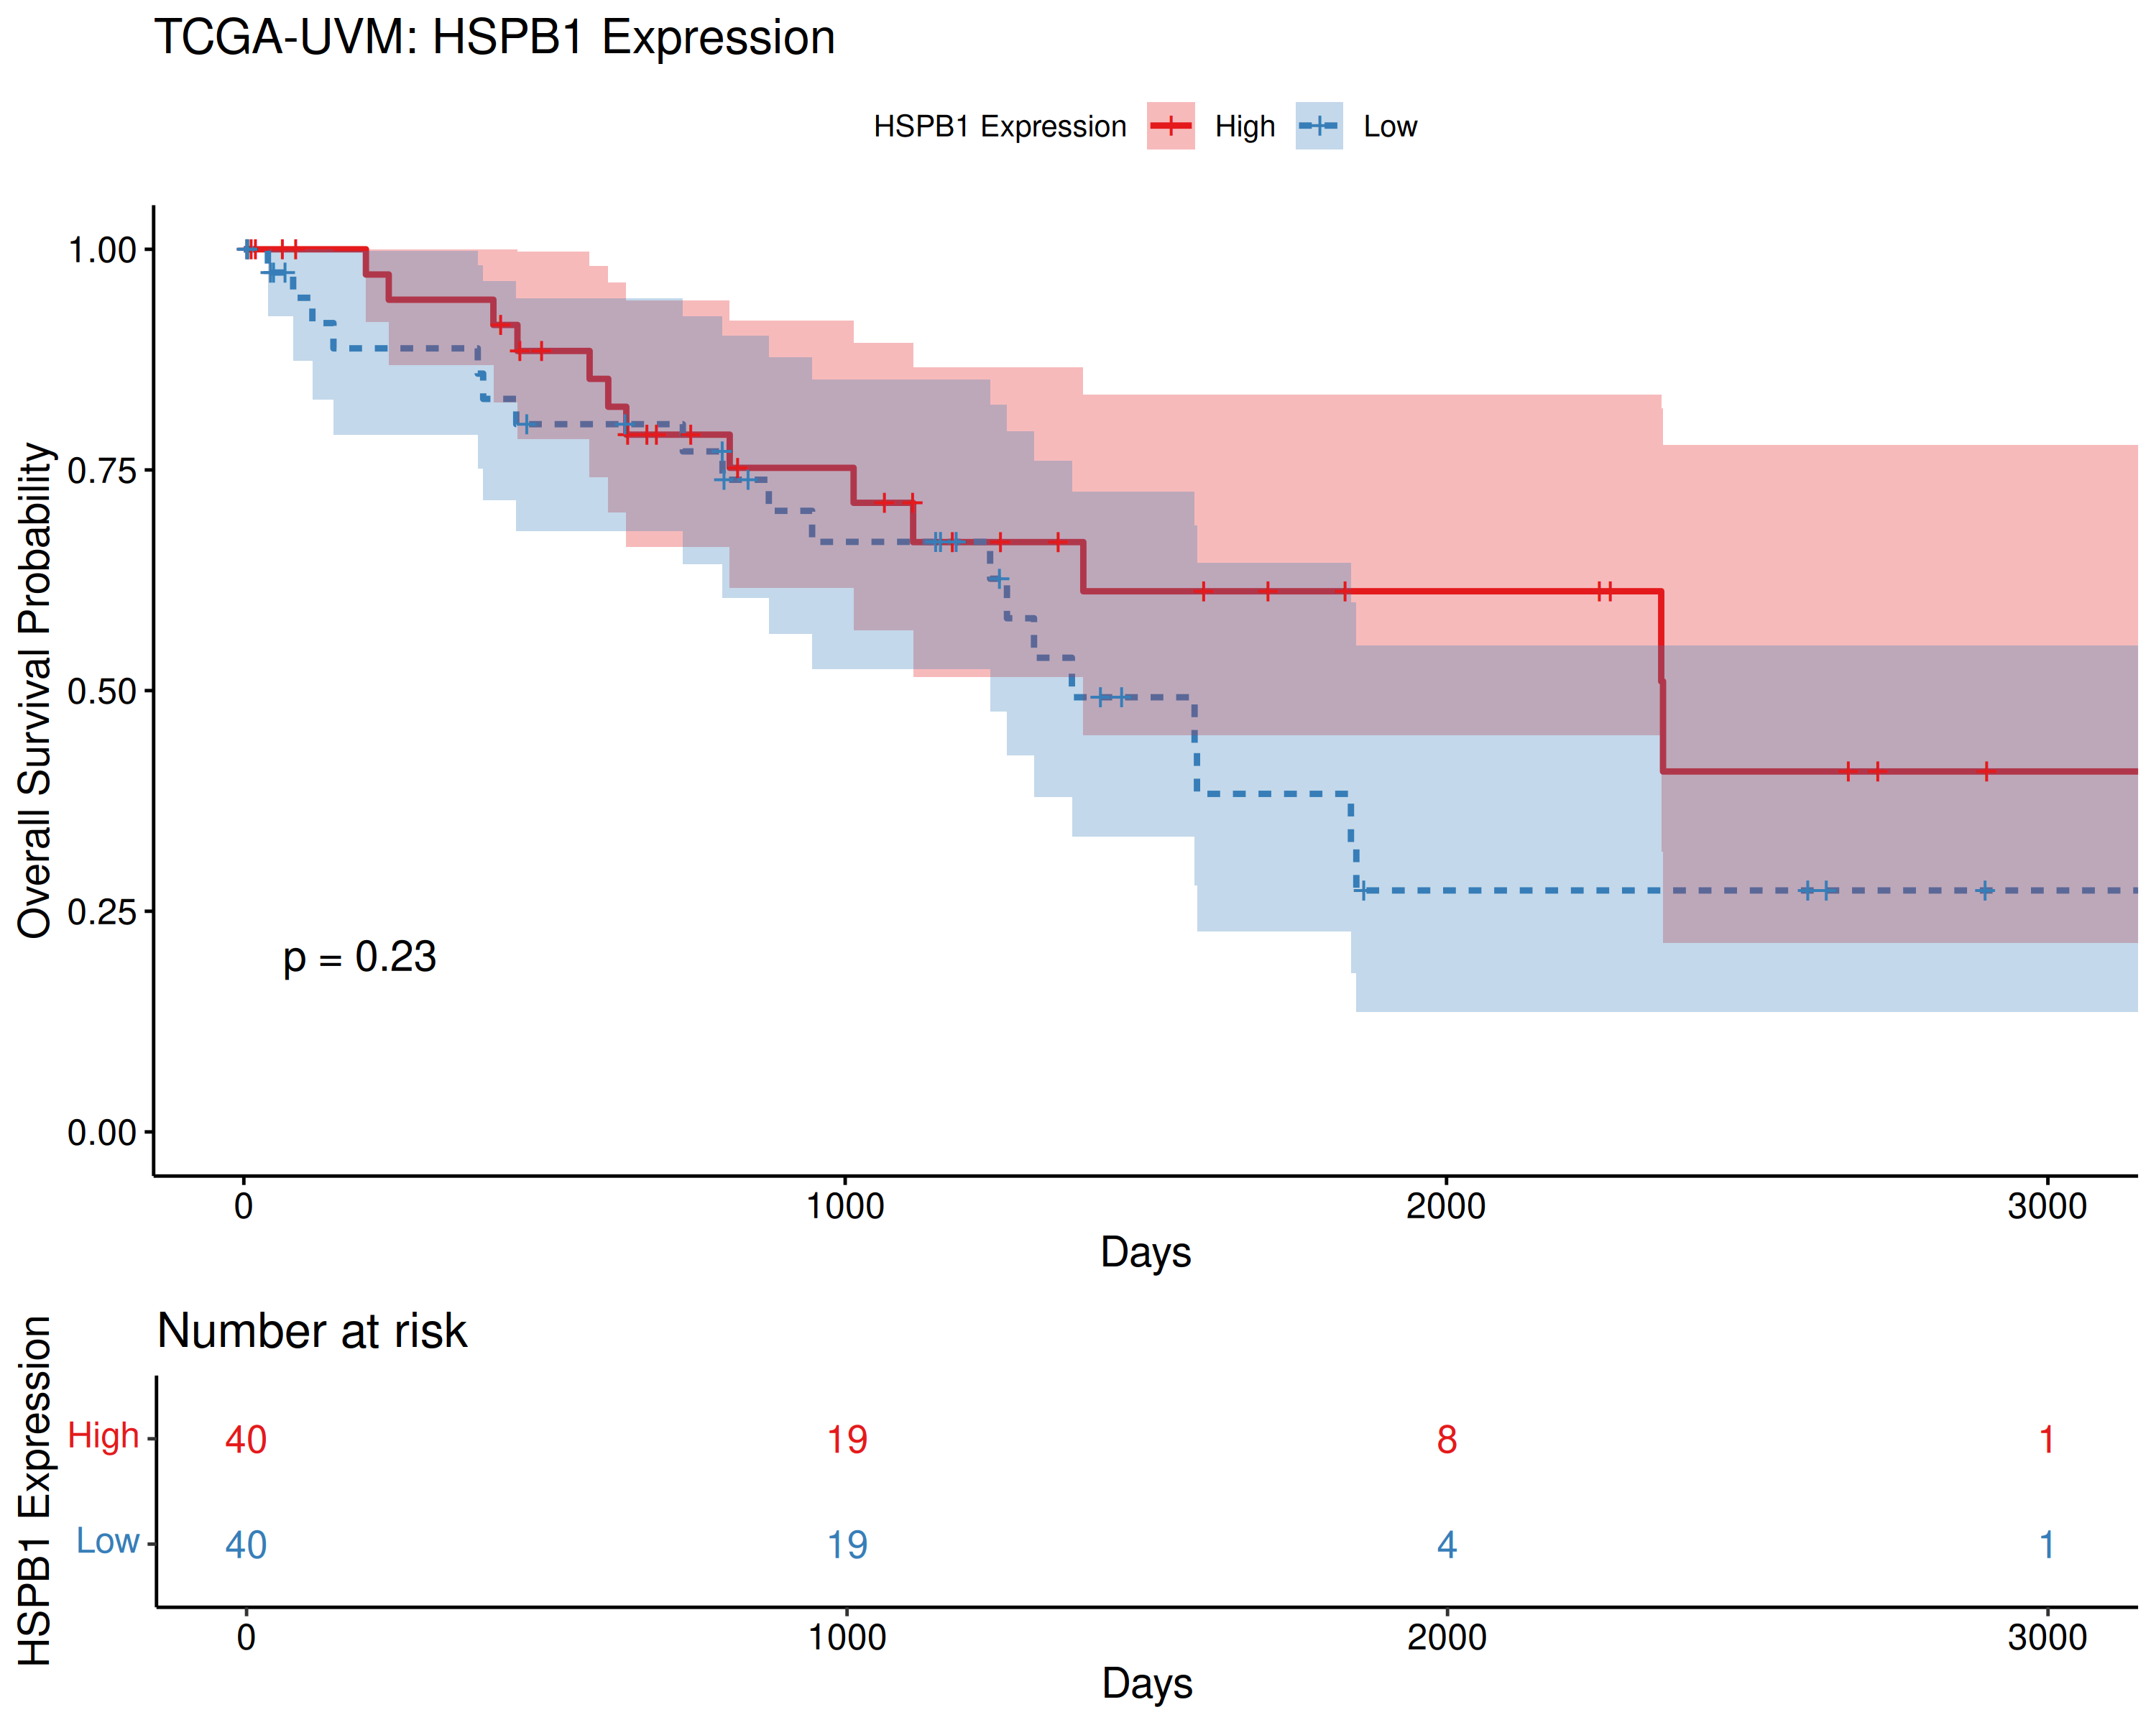 TCGA-UVM: HSPB1 Expression
HSPB1 Expression High Low
Overall Survival Probability
1.00
0.75
0.50
0.25
0.00
p = 0.23
0 1000 2000 3000
Days
Number at risk
HSPB1 Expression
High 40 19 8 1
Low 40 19 4 1
0 1000 2000 3000
Days